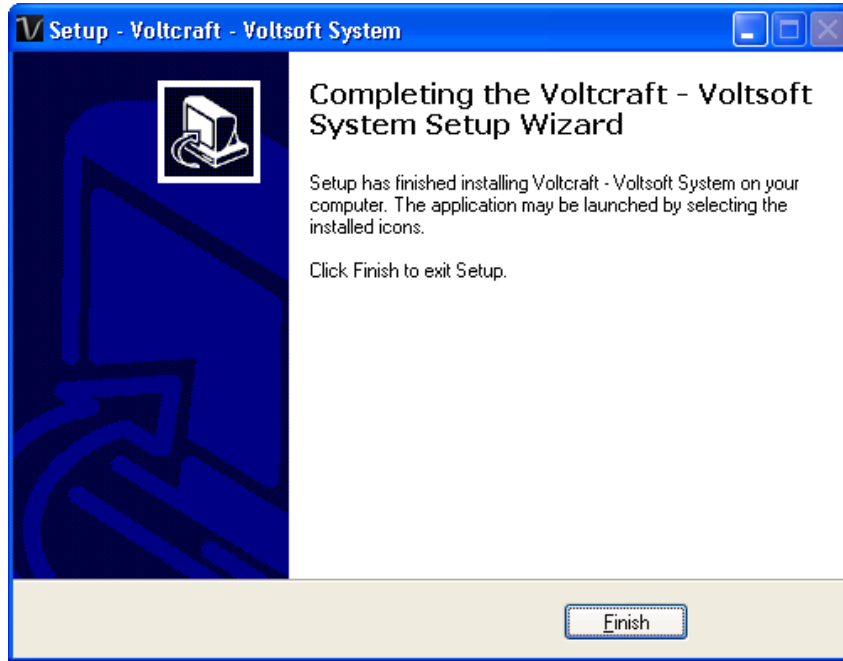 Setup - Voltcraft - Voltsoft System
Completing the Voltcraft - Voltsoft
System Setup Wizard
Setup has finished installing Voltcraft - Voltsoft System on your
computer. The application may be launched by selecting the
installed icons.
Click Finish to exit Setup.
Finish